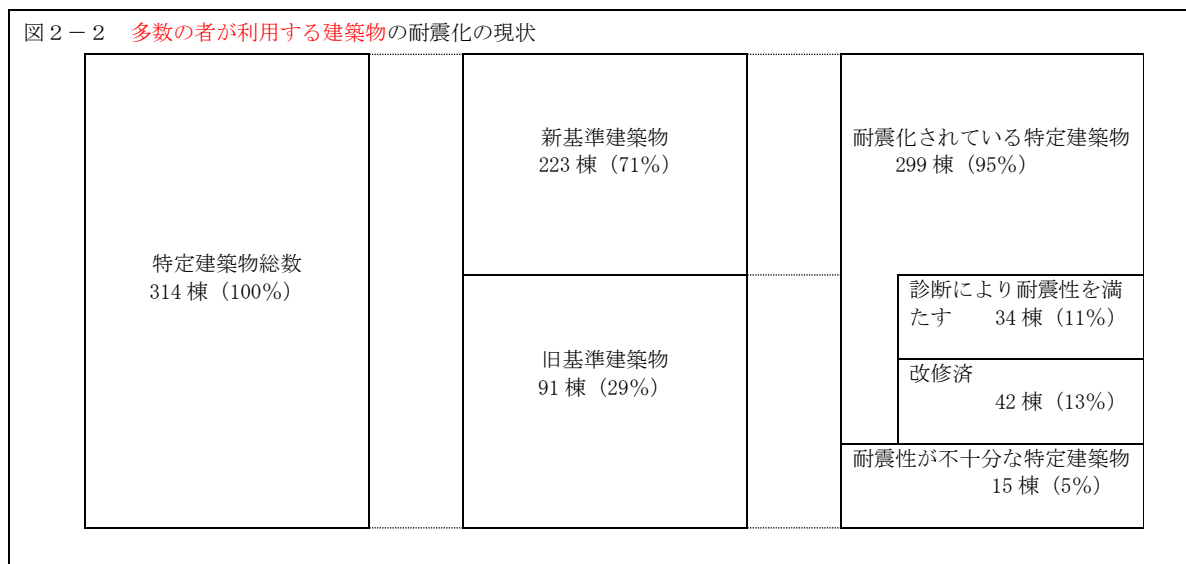 図２－２　多数の者が利用する建築物の耐震化の現状
特定建築物総数
314 棟（100%）
新基準建築物
223 棟（71%）
旧基準建築物
91 棟（29%）
耐震化されている特定建築物
299 棟（95%）
診断により耐震性を満
たす　　34 棟（11%）
改修済
42 棟（13%）
耐震性が不十分な特定建築物
15 棟（5%）